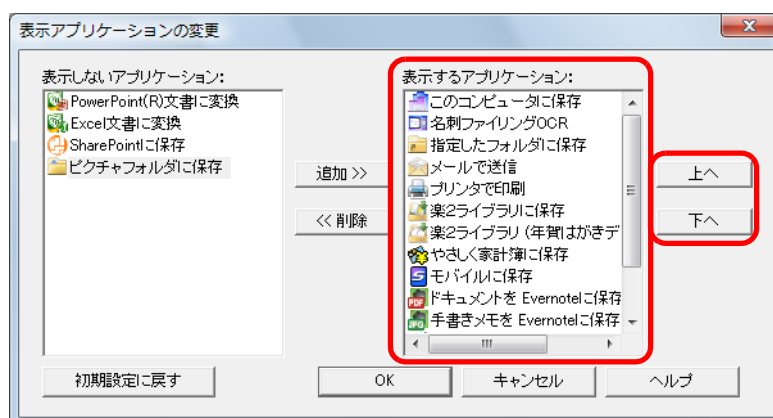 表示アプリケーションの変更
表示しないアプリケーション:
PowerPoint(R)文書に変換
Excel文書に変換
SharePointに保存
ピクチャフォルダに保存
追加 >>
<< 削除
表示するアプリケーション:
このコンピュータに保存
名刺ファイリングOCR
指定したフォルダに保存
メールで送信
プリンタで印刷
楽2ライブラリに保存
楽2ライブラリ (年賀はがきデ
やさしく家計簿に保存
モバイルに保存
ドキュメントを Evernoteに保存
手書きメモを Evernoteに保存
上へ
下へ
初期設定に戻す
OK
キャンセル
ヘルプ